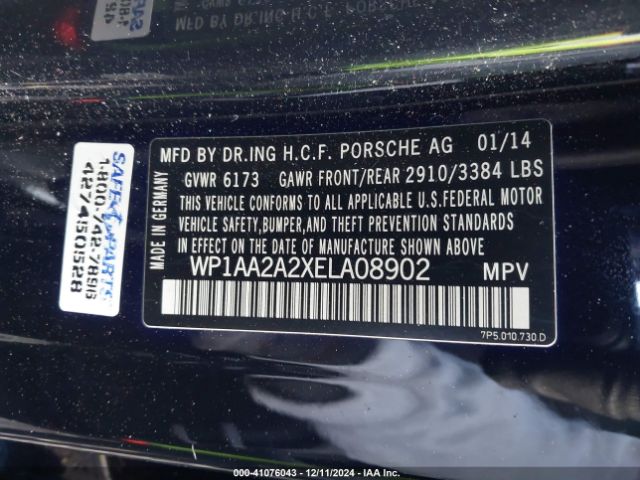 MFD BY DR.ING H.C.F. PORSCHE AG 01/14
GVWR 6173 GAWR FRONT/REAR 2910/3384 LBS
THIS VEHICLE CONFORMS TO ALL APPLICABLE U.S.FEDERAL MOTOR
VEHICLE SAFETY,BUMPER,AND THEFT PREVENTION STANDARDS
IN EFFECT ON THE DATE OF MANUFACTURE SHOWN ABOVE.
WP1AA2A2XELA08902 MPV
7P5.010.730.D
MADE IN GERMANY
1-800-742-7896
427450528
000-41076043 / 12/11/2024 - IAA Inc.